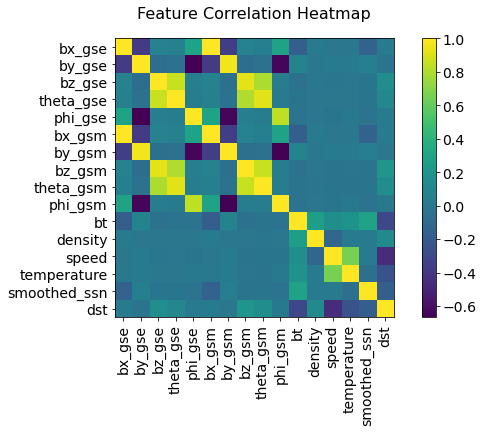 Feature Correlation Heatmap
bx_gse
by_gse
bz_gse
theta_gse
phi_gse
bx_gsm
by_gsm
bz_gsm
theta_gsm
phi_gsm
bt
density
speed
temperature
smoothed_ssn
dst
bx_gse
by_gse
bz_gse
theta_gse
phi_gse
bx_gsm
by_gsm
bz_gsm
theta_gsm
phi_gsm
bt
density
speed
temperature
smoothed_ssn
dst
1.0
0.8
0.6
0.4
0.2
0.0
−0.2
−0.4
−0.6